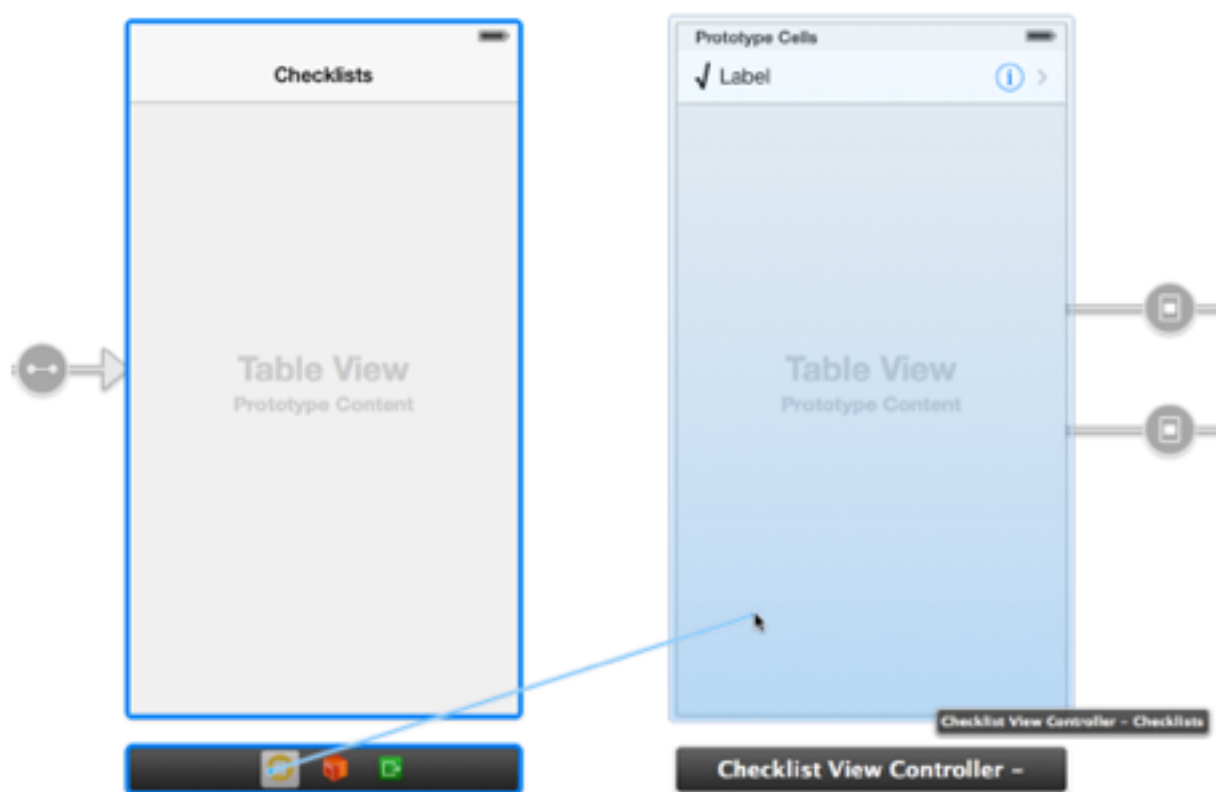 Checklists
Table View
Prototype Content
Prototype Cells
√ Label
Table View
Prototype Content
Checklist View Controller – Checklists
Checklist View Controller –